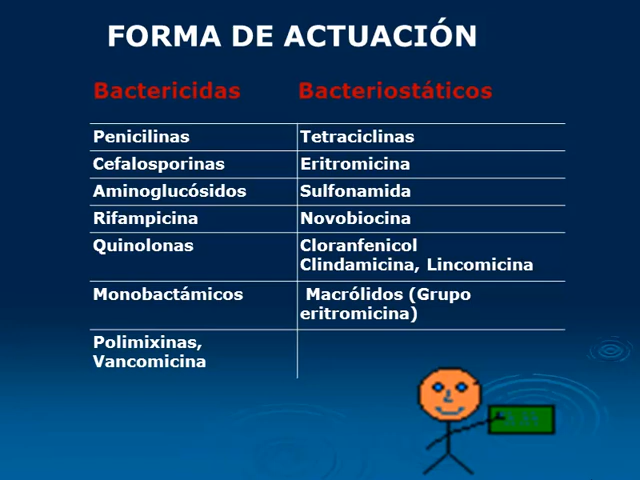 FORMA DE ACTUACIÓN
Bactericidas Bacteriostáticos
Penicilinas Tetraciclinas
Cefalosporinas Eritromicina
Aminoglucósidos Sulfonamida
Rifampicina Novobiocina
Quinolonas Cloranfenicol
Clindamicina, Lincomicina
Monobactámicos Macrólidos (Grupo
eritromicina)
Polimixinas,
Vancomicina